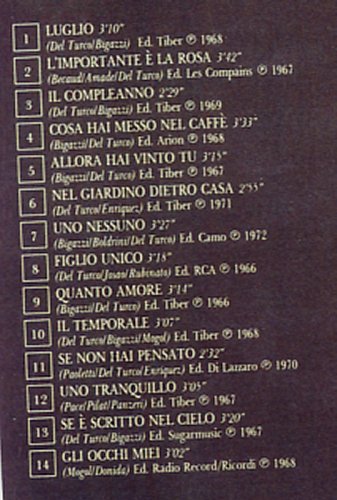 1 LUGLIO 3'10"
(Del Turco/Bigazzi) Ed. Tiber ℗ 1968
2 L'IMPORTANTE È LA ROSA 3'42"
(Becaud/Amade/Del Turco) Ed. Les Compains ℗ 1967
3 IL COMPLEANNO 2'29"
(Del Turco) Ed. Tiber ℗ 1969
4 COSA HAI MESSO NEL CAFFÈ 3'33"
(Bigazzi/Del Turco) Ed. Arion ℗ 1968
5 ALLORA HAI VINTO TU 3'15"
(Bigazzi/Del Turco) Ed. Tiber ℗ 1967
6 NEL GIARDINO DIETRO CASA 2'55"
(Del Turco/Enriquez) Ed. Tiber ℗ 1971
7 UNO NESSUNO 3'27"
(Bigazzi/Boldrini/Del Turco) Ed. Camo ℗ 1972
8 FIGLIO UNICO 3'18"
(Del Turco/Josao/Rubinato) Ed. RCA ℗ 1966
9 QUANTO AMORE 3'14"
(Bigazzi/Del Turco) Ed. Tiber ℗ 1966
10 IL TEMPORALE 3'07"
(Del Turco/Bigazzi/Mogol) Ed. Tiber ℗ 1968
11 SE NON HAI PENSATO 2'32"
(Paoletti/Del Turco/Enriquez) Ed. Di Lazzaro ℗ 1970
12 UNO TRANQUILLO 3'05"
(Pace/Pilat/Panzeri) Ed. Tiber ℗ 1967
13 SE È SCRITTO NEL CIELO 3'20"
(Del Turco/Bigazzi) Ed. Sugarmusic ℗ 1967
14 GLI OCCHI MIEI 3'02"
(Mogol/Donida) Ed. Radio Record/Ricordi ℗ 1968